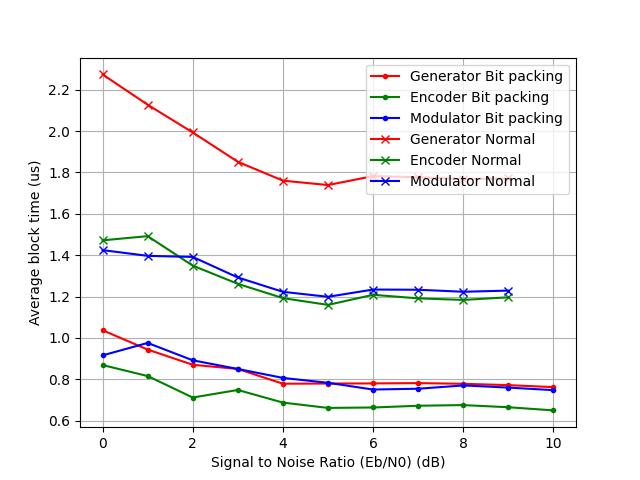 2.2
2.0
1.8
1.6
1.4
1.2
1.0
0.8
0.6
Average block time (us)
Generator Bit packing
Encoder Bit packing
Modulator Bit packing
Generator Normal
Encoder Normal
Modulator Normal
0 2 4 6 8 10
Signal to Noise Ratio (Eb/N0) (dB)